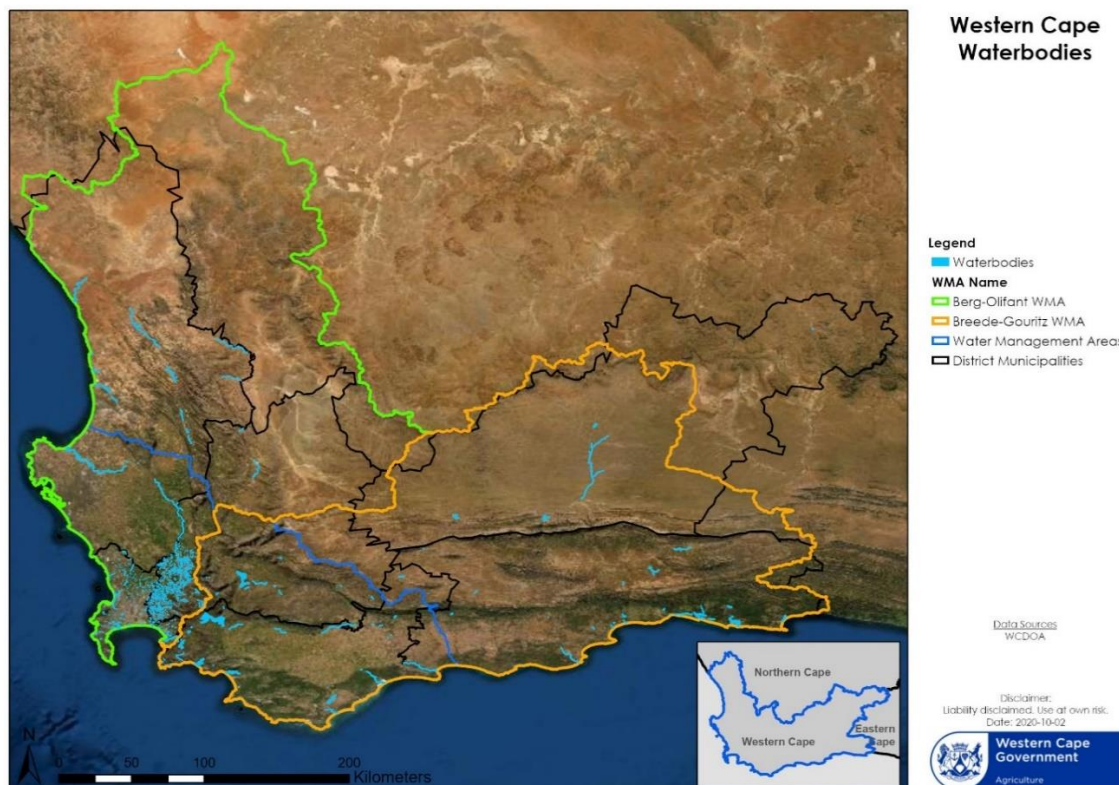 Western Cape
Waterbodies
Legend
Waterbodies
WMA Name
Berg-Olifant WMA
Breede-Gouritz WMA
Water Management Areas
District Municipalities
Northern Cape
Western Cape
Eastern
Cape
N
0 50 100 200
Kilometers
Data Sources
WCDOA
Disclaimer:
Liability disclaimed. Use at own risk.
Date: 2020-10-02
Western Cape
Government
Agriculture